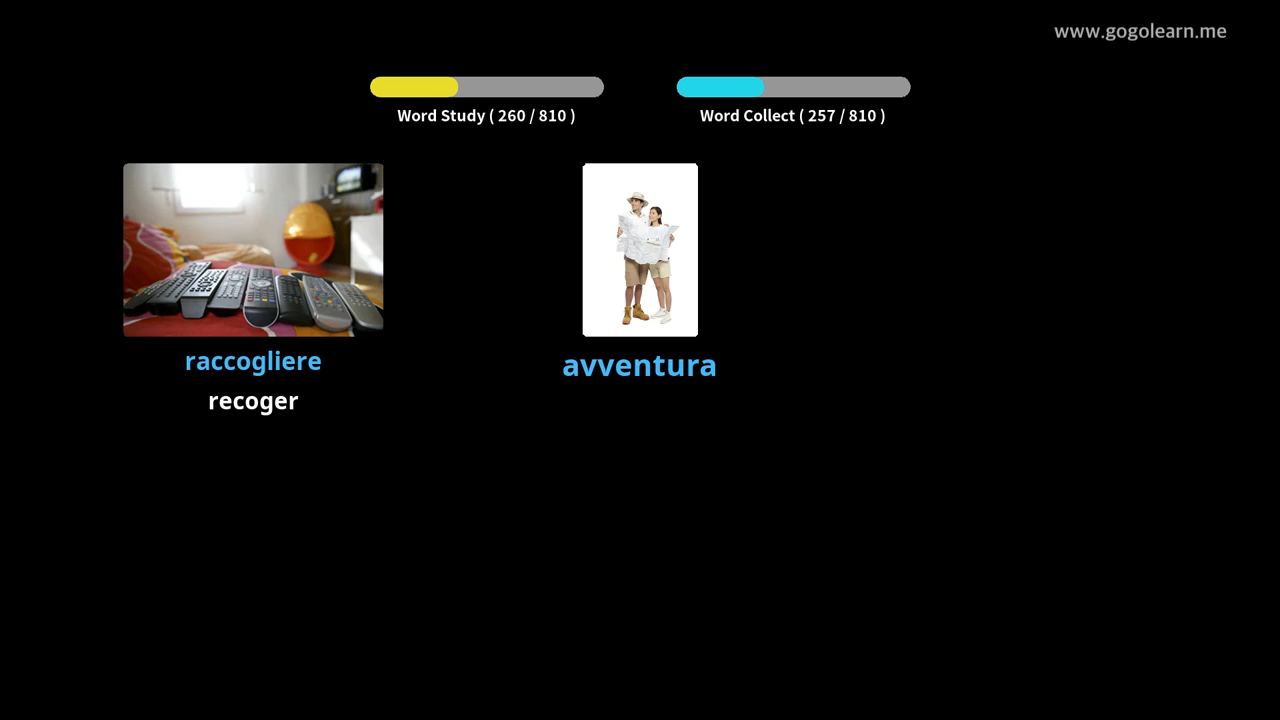 www.gogolearn.me
Word Study ( 260 / 810 )
Word Collect ( 257 / 810 )
raccogliere
recoger
avventura